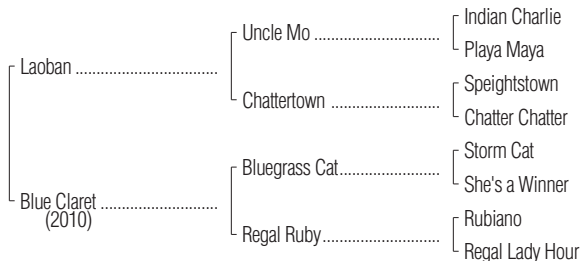 Indian Charlie
Uncle Mo ..............................
Playa Maya
Laoban ..................................
Speightstown
Chattertown ..........................
Chatter Chatter
Storm Cat
Bluegrass Cat........................
She's a Winner
Blue Claret ............................
(2010)
Rubiano
Regal Ruby............................
Regal Lady Hour